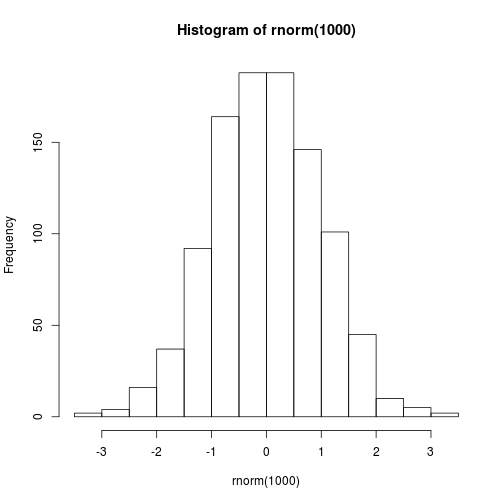 Histogram of rnorm(1000)
Frequency
150
100
50
0
-3 -2 -1 0 1 2 3
rnorm(1000)